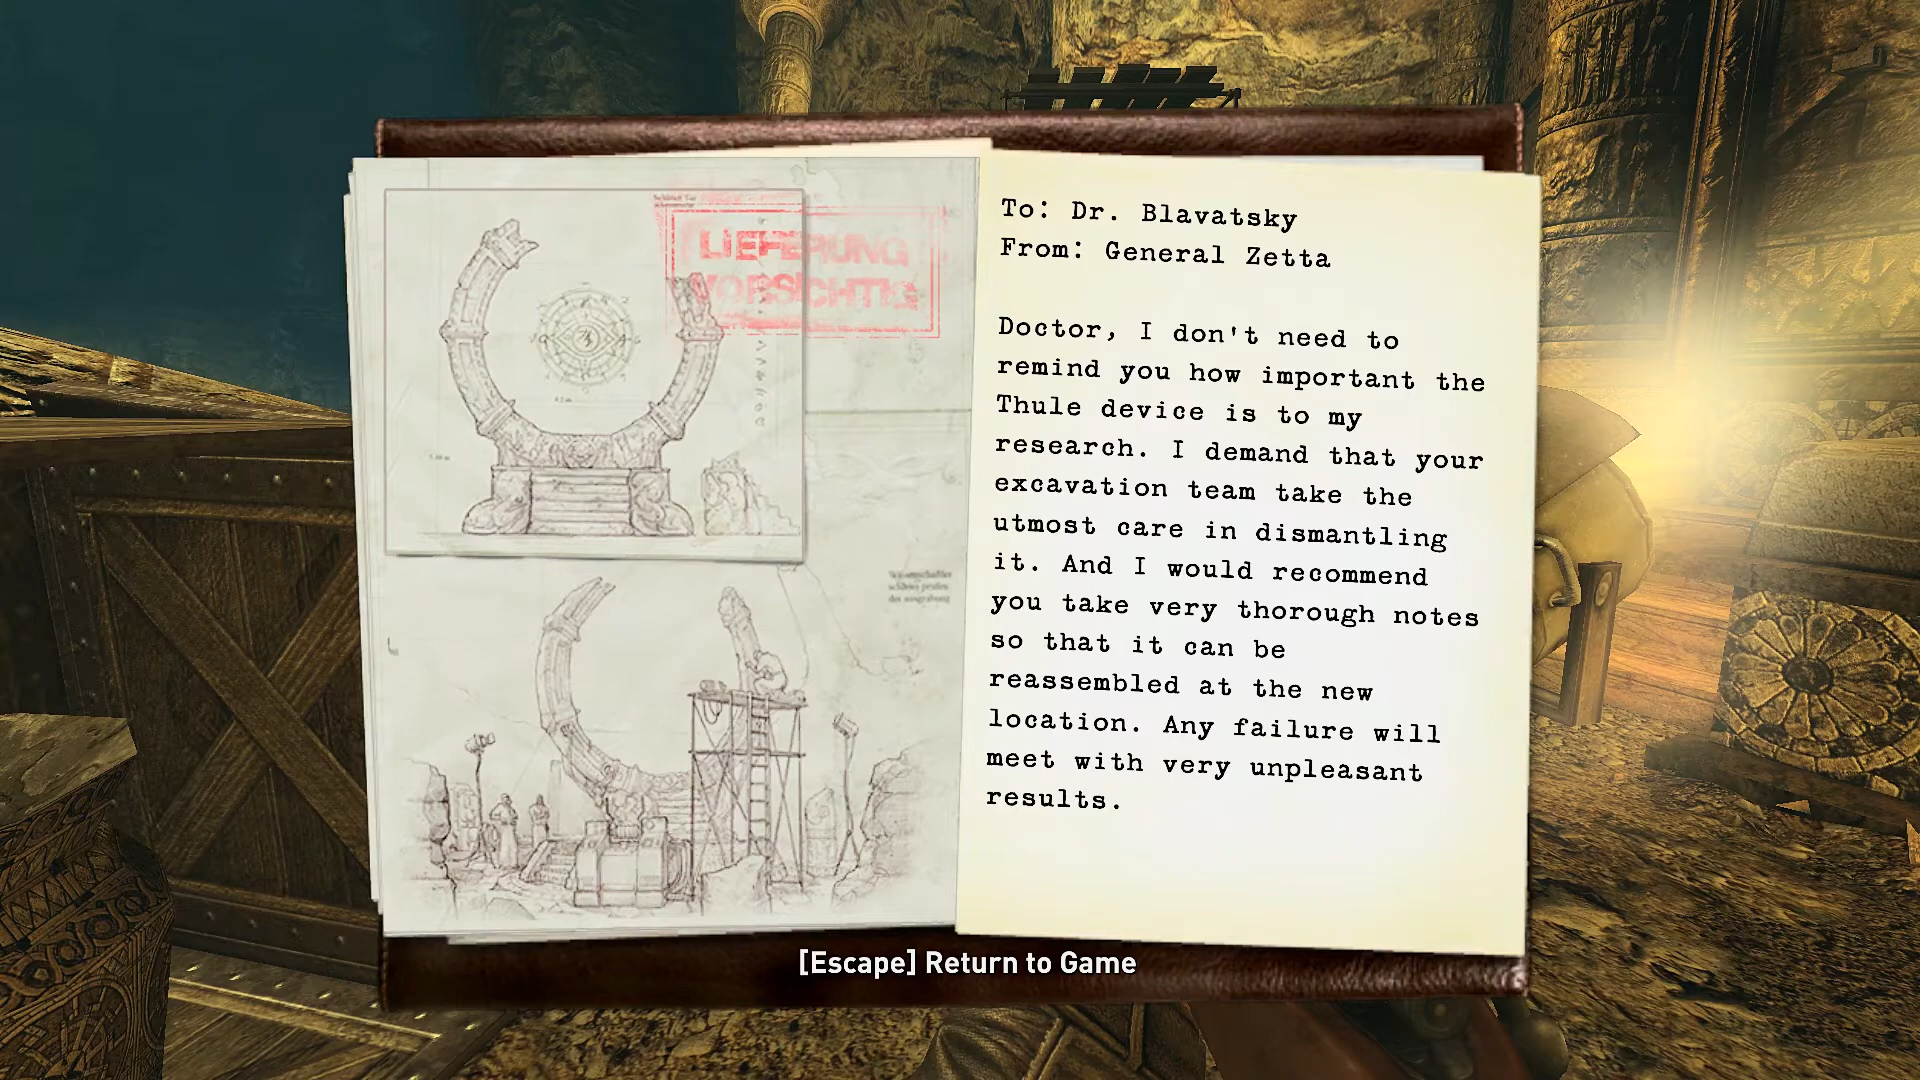 LIEFERUNG
VORSICHTIG
Wissenschaftler
To: Dr. Blavatsky
From: General Zetta
Doctor, I don't need to
remind you how important the
Thule device is to my
research. I demand that your
excavation team take the
utmost care in dismantling
it. And I would recommend
you take very thorough notes
so that it can be
reassembled at the new
location. Any failure will
meet with very unpleasant
results.
[Escape] Return to Game